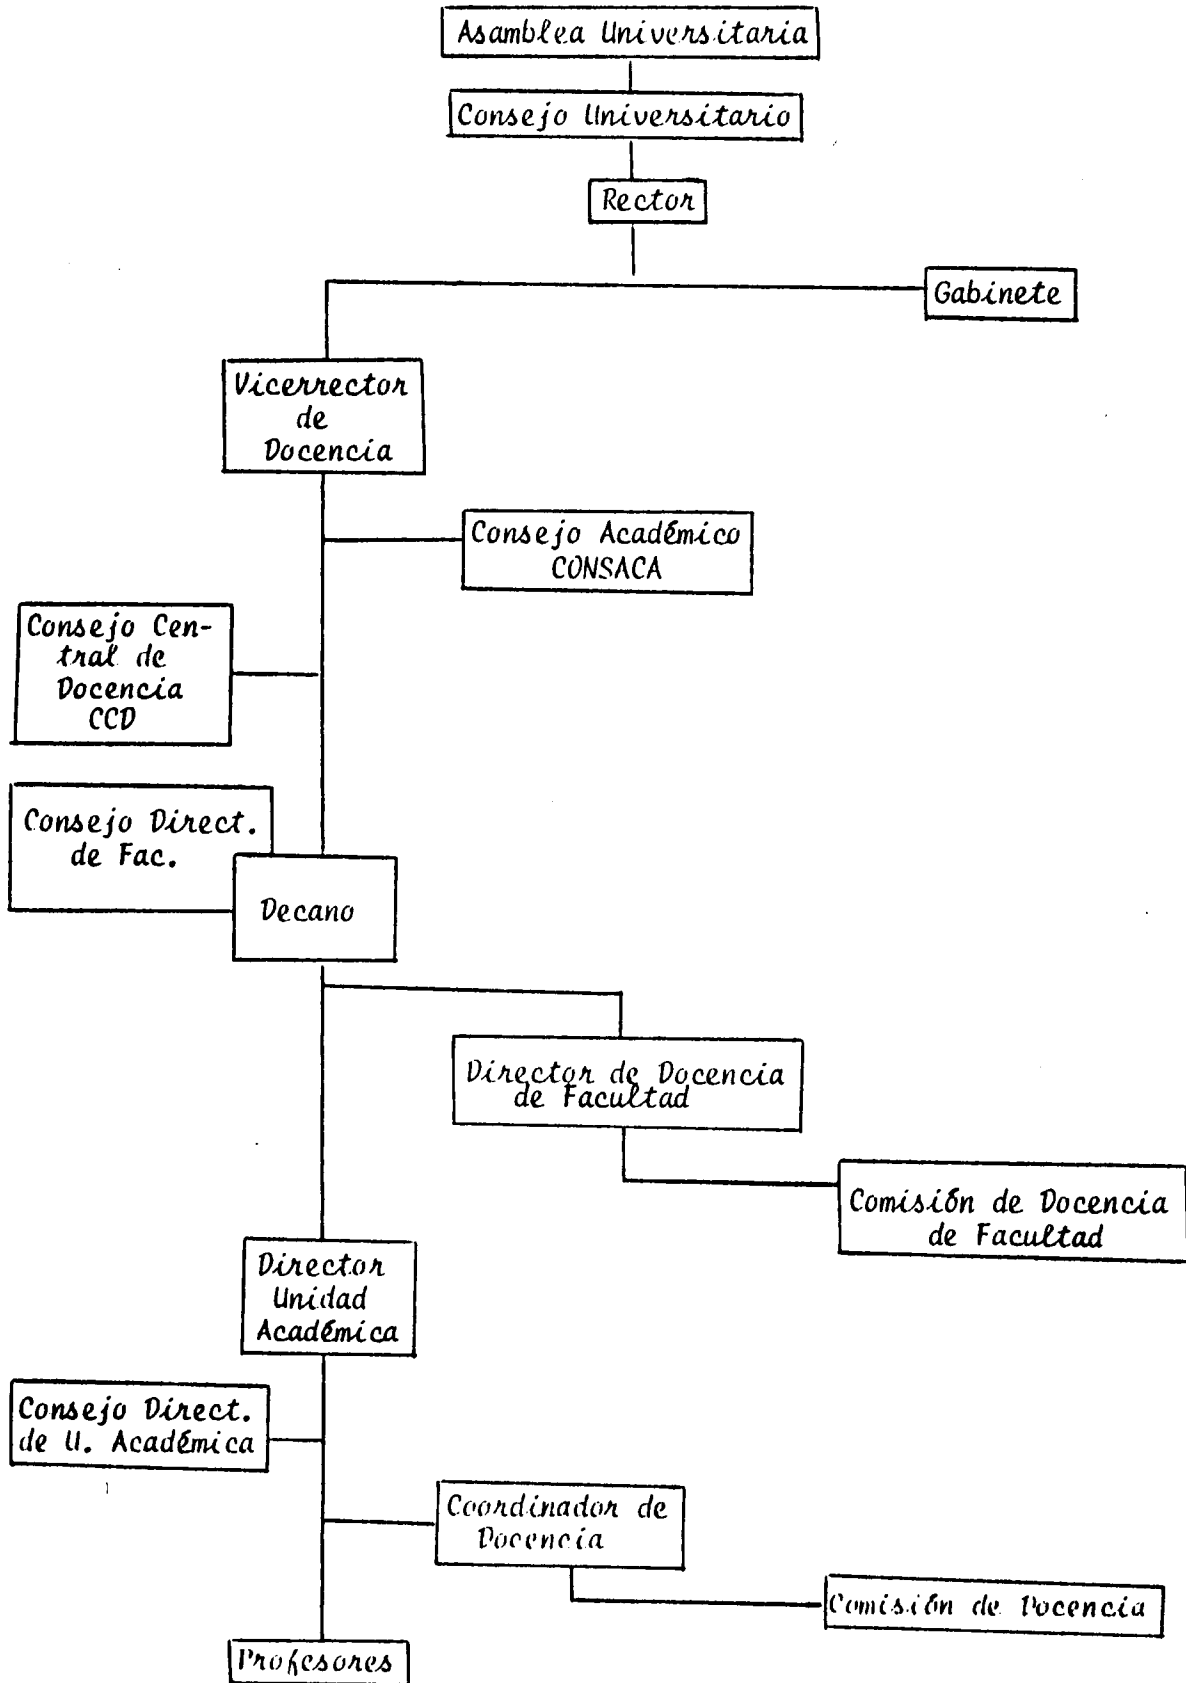 Asamblea Universitaria
Consejo Universitario
Rector
Gabinete
Vicerrector
de
Docencia
Consejo Académico
CONSACA
Consejo Cen-
tral de
Docencia
CCD
Consejo Direct.
de Fac.
Decano
Director de Docencia
de Facultad
Comisión de Docencia
de Facultad
Director
Unidad
Académica
Consejo Direct.
de U. Académica
Coordinador de
Docencia
Comisión de Docencia
Profesores